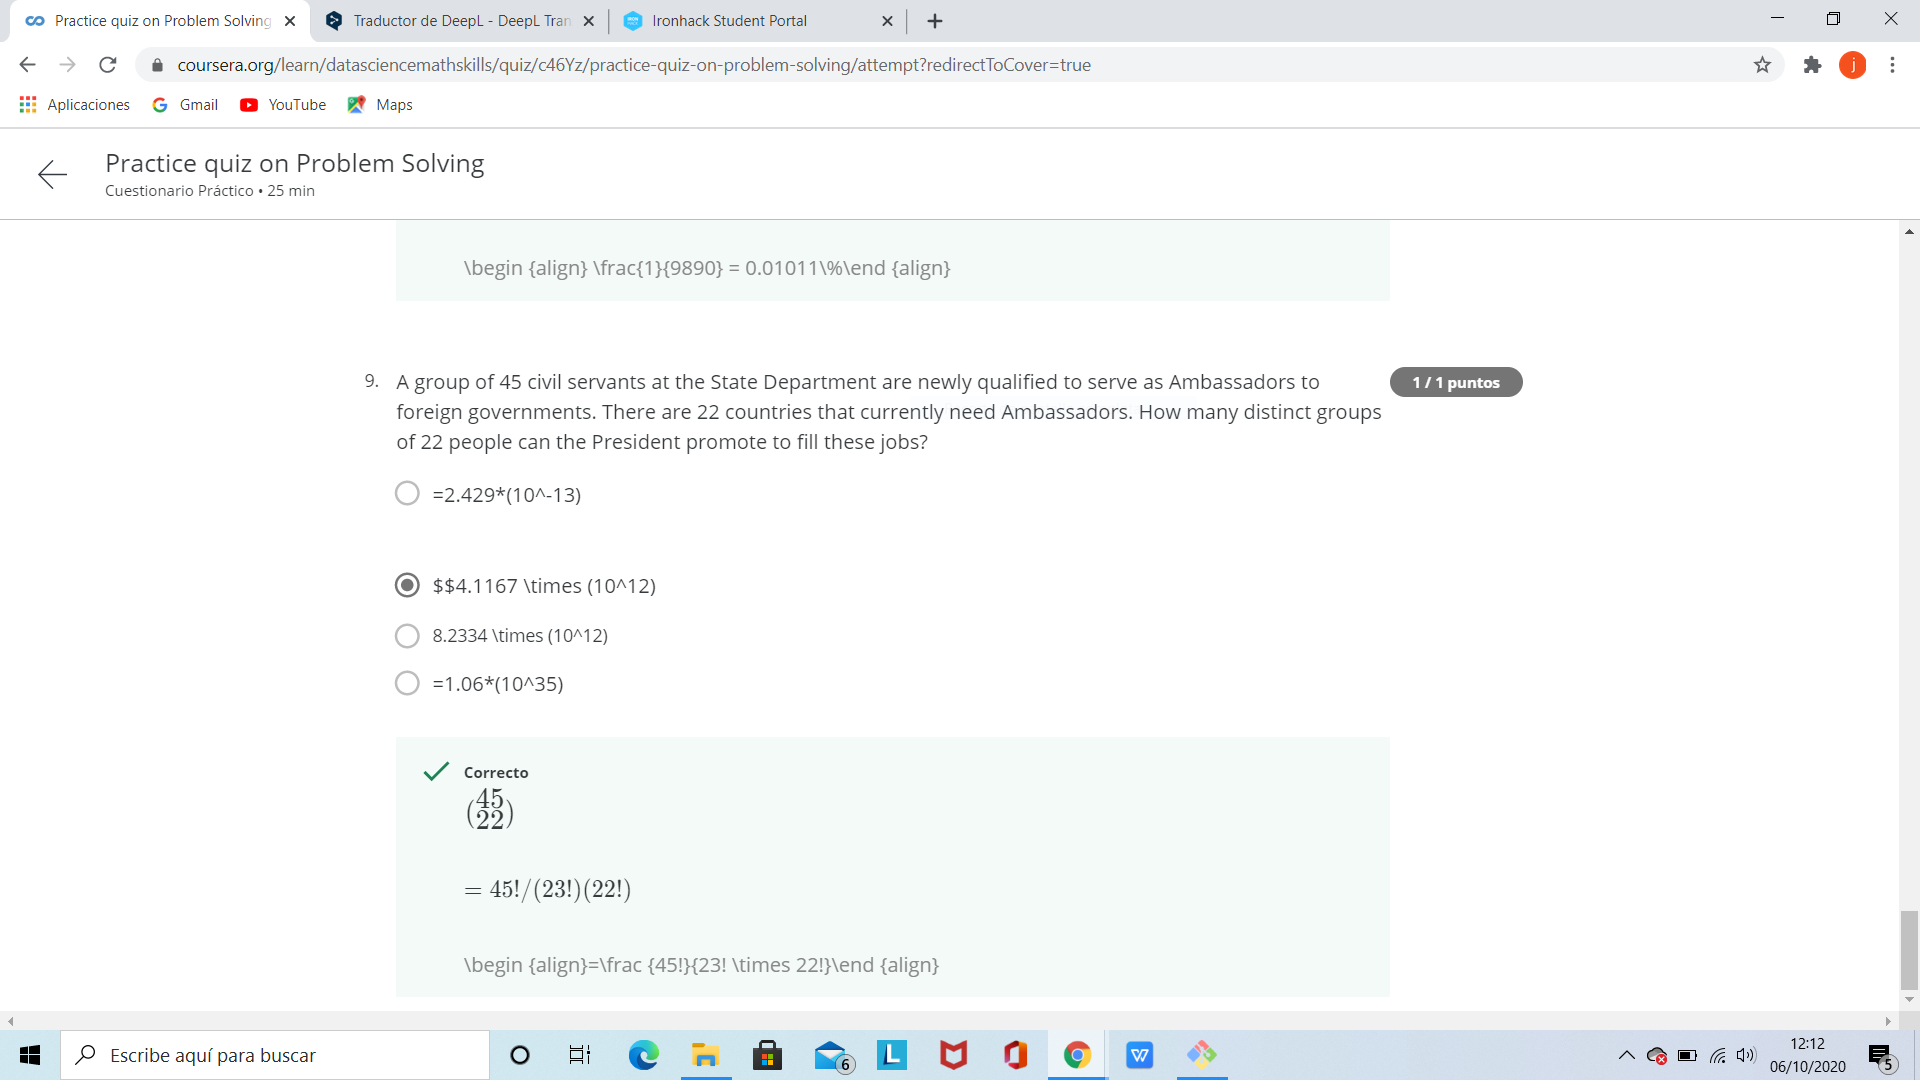 Practice quiz on Problem Solving
Traductor de DeepL - DeepL Tran
Ironhack Student Portal
coursera.org/learn/datasciencemathskills/quiz/c46Yz/practice-quiz-on-problem-solving/attempt?redirectToCover=true
j
Aplicaciones
Gmail
YouTube
Maps
Practice quiz on Problem Solving
Cuestionario Práctico • 25 min
\begin {align} \frac{1}{9890} = 0.01011\%\end {align}
9. A group of 45 civil servants at the State Department are newly qualified to serve as Ambassadors to
foreign governments. There are 22 countries that currently need Ambassadors. How many distinct groups
of 22 people can the President promote to fill these jobs?
1 / 1 puntos
=2.429*(10^-13)
$$4.1167 \times (10^12)
8.2334 \times (10^12)
=1.06*(10^35)
Correcto
(45
22)
= 45!/(23!)(22!)
\begin {align}=\frac {45!}{23! \times 22!}\end {align}
Escribe aquí para buscar
6
L
W
12:12
06/10/2020
5